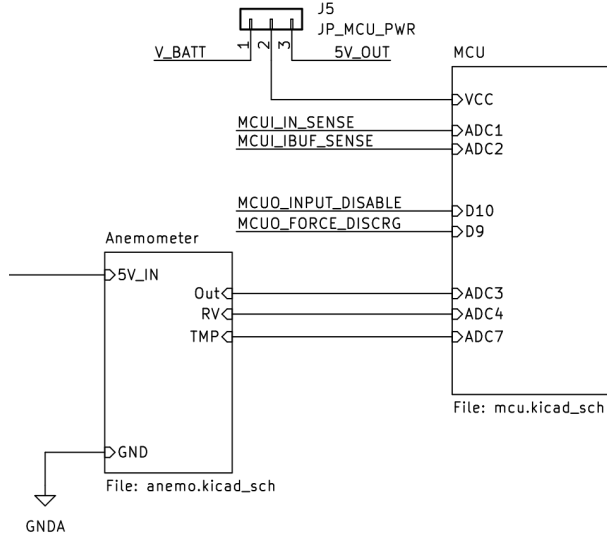 J5
JP_MCU_PWR
1
2
3
V_BATT
5V_OUT
MCU
VCC
MCUI_IN_SENSE
ADC1
MCUI_IBUF_SENSE
ADC2
MCUO_INPUT_DISABLE
D10
MCUO_FORCE_DISCRG
D9
Anemometer
5V_IN
Out
ADC3
RV
ADC4
TMP
ADC7
File: mcu.kicad_sch
GND
File: anemo.kicad_sch
GNDA